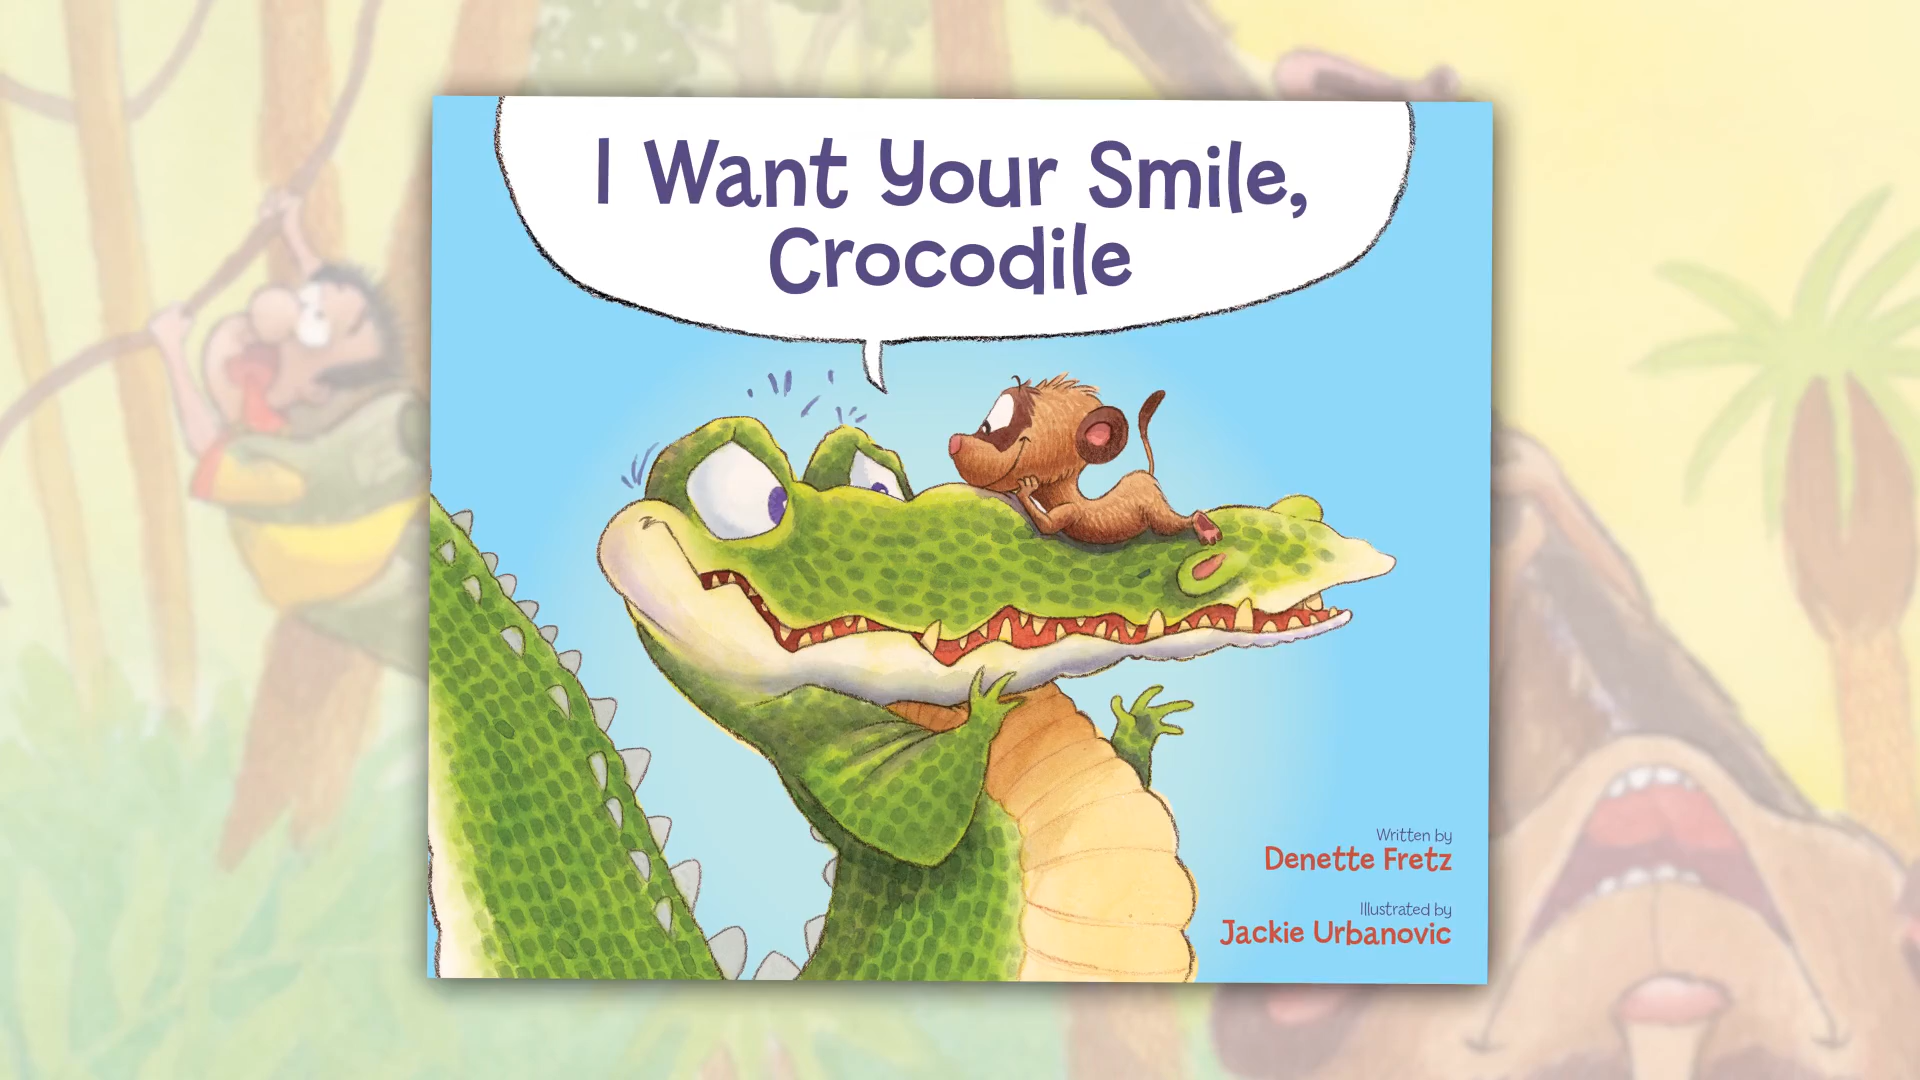 I Want Your Smile,
Crocodile
Written by
Denette Fretz
Illustrated by
Jackie Urbanovic